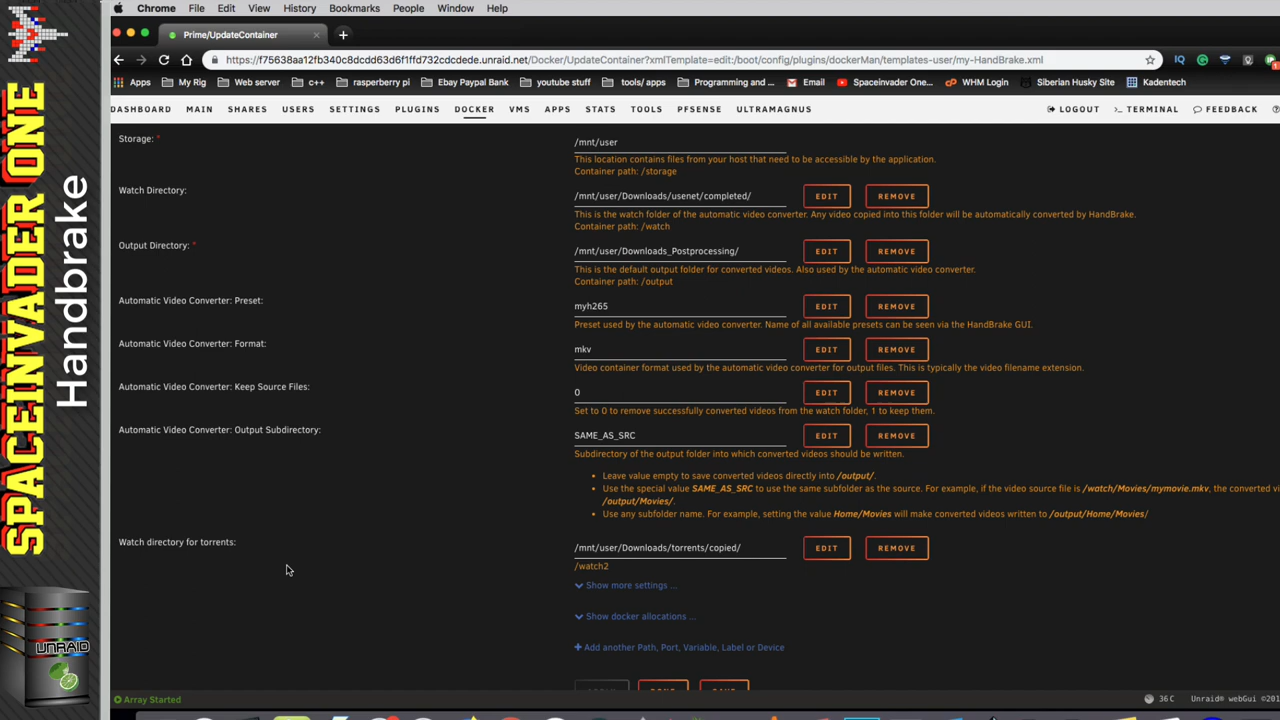 SPACEINVADER ONE
Handbrake
UNRAID
Chrome File Edit View History Bookmarks People Window Help
Prime/UpdateContainer
https://f75638aa12fb340c8dcdd63d6f1ffd732cdcdede.unraid.net/Docker/UpdateContainer?xmlTemplate=edit:/boot/config/plugins/dockerMan/templates-user/my-HandBrake.xml
Apps My Rig Web server c++ rasperberry pi Ebay Paypal Bank youtube stuff tools/ apps Programming and ... Email Spaceinvader One... WHM Login Siberian Husky Site Kadentech
DASHBOARD MAIN SHARES USERS SETTINGS PLUGINS DOCKER VMS APPS STATS TOOLS PFSENSE ULTRAMAGNUS LOGOUT TERMINAL FEEDBACK
Storage: *
/mnt/user
This location contains files from your host that need to be accessible by the application.
Container path: /storage
Watch Directory:
/mnt/user/Downloads/usenet/completed/ EDIT REMOVE
This is the watch folder of the automatic video converter. Any video copied into this folder will be automatically converted by HandBrake.
Container path: /watch
Output Directory: *
/mnt/user/Downloads_Postprocessing/ EDIT REMOVE
This is the default output folder for converted videos. Also used by the automatic video converter.
Container path: /output
Automatic Video Converter: Preset:
myh265 EDIT REMOVE
Preset used by the automatic video converter. Name of all available presets can be seen via the HandBrake GUI.
Automatic Video Converter: Format:
mkv EDIT REMOVE
Video container format used by the automatic video converter for output files. This is typically the video filename extension.
Automatic Video Converter: Keep Source Files:
0 EDIT REMOVE
Set to 0 to remove successfully converted videos from the watch folder, 1 to keep them.
Automatic Video Converter: Output Subdirectory:
SAME_AS_SRC EDIT REMOVE
Subdirectory of the output folder into which converted videos should be written.
• Leave value empty to save converted videos directly into /output/.
• Use the special value SAME_AS_SRC to use the same subfolder as the source. For example, if the video source file is /watch/Movies/mymovie.mkv, the converted v
/output/Movies/.
• Use any subfolder name. For example, setting the value Home/Movies will make converted videos written to /output/Home/Movies/
Watch directory for torrents:
/mnt/user/Downloads/torrents/copied/ EDIT REMOVE
/watch2
Show more settings ...
Show docker allocations ...
Add another Path, Port, Variable, Label or Device
Array Started 36 C Unraid® webGui ©201